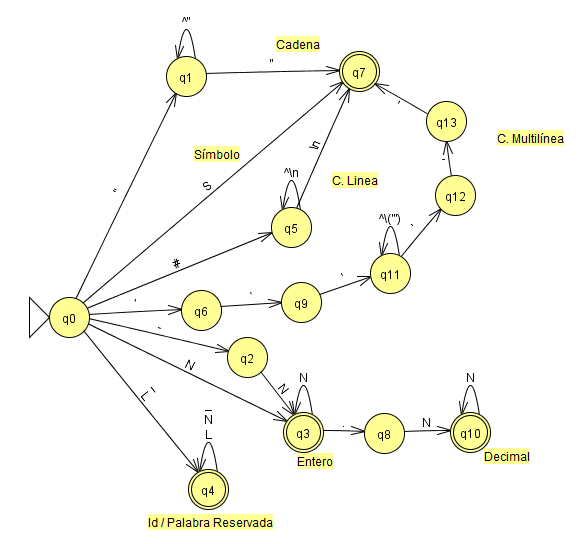 ^"
Cadena
q1
"
q7
'
q13
C. Multilínea
Símbolo
\n
'
"
S
^\n
C. Linea
q12
^\(''')
#
q5
'
q11
'
q0
'
q6
'
q9
'
-
q2
N
N
N
N
L
_
_
N
L
q3
.
q8
N
q10
Entero
Decimal
q4
Id / Palabra Reservada